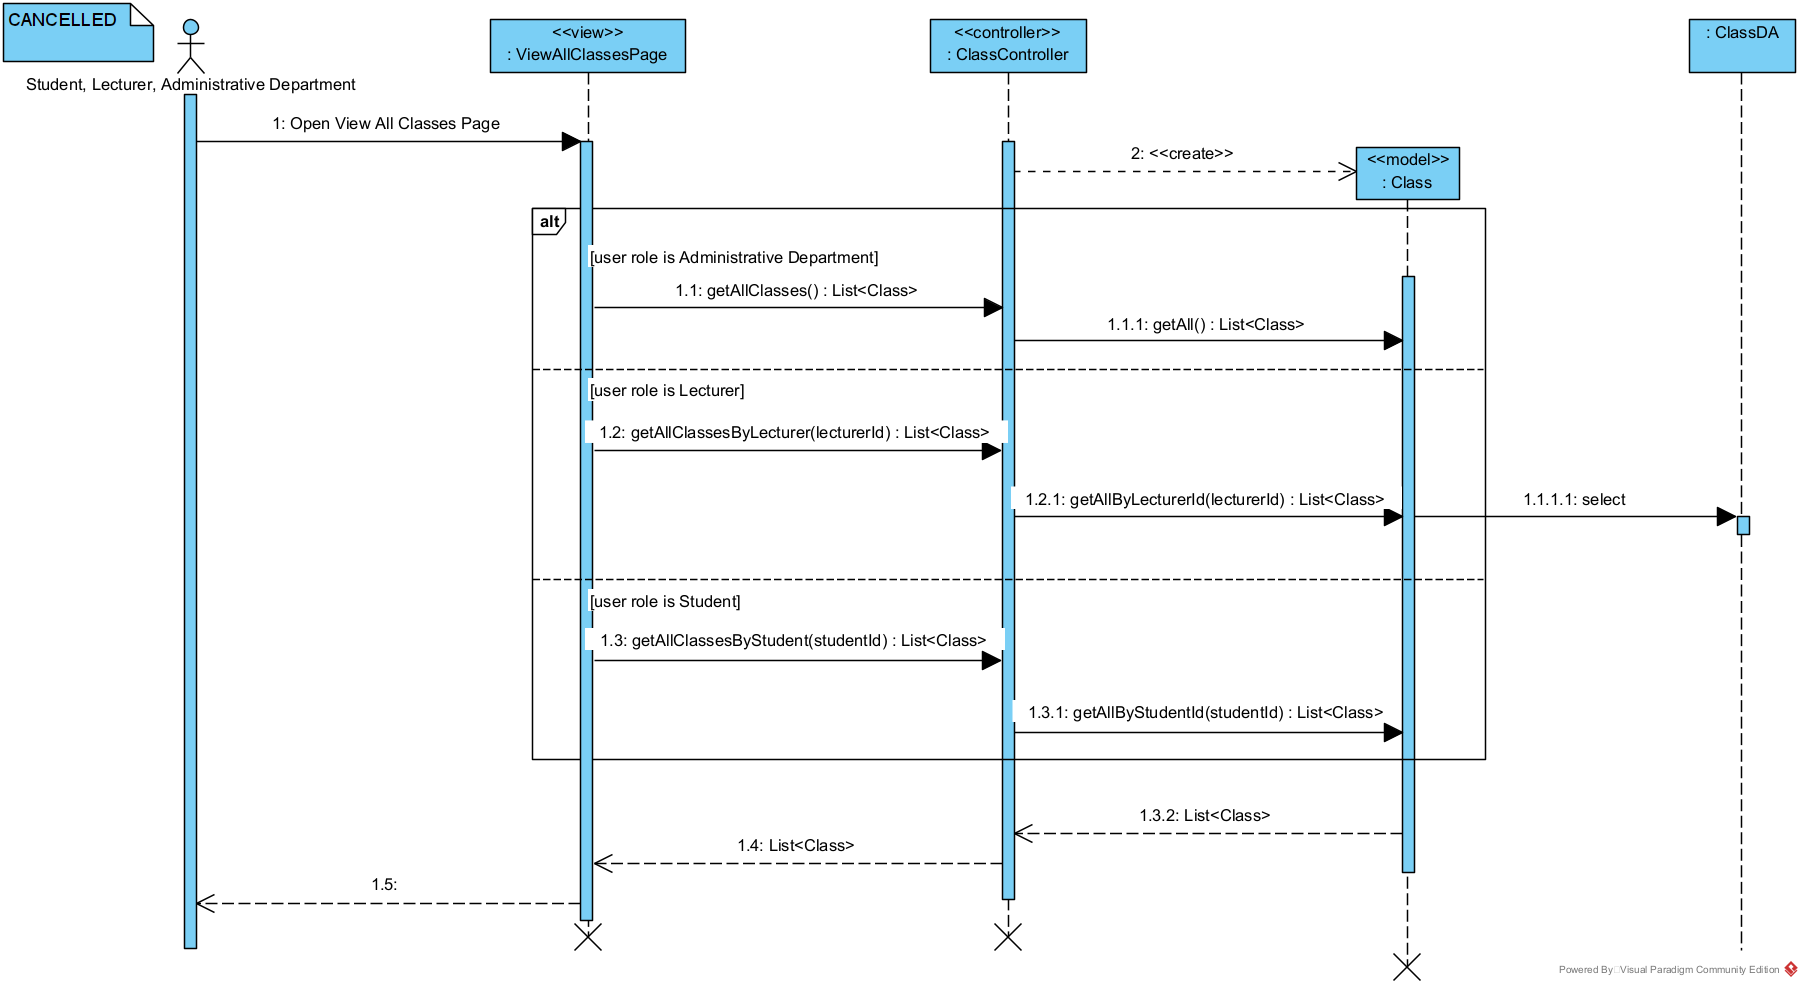 CANCELLED
Student, Lecturer, Administrative Department
<<view>>
: ViewAllClassesPage
<<controller>>
: ClassController
: ClassDA
1: Open View All Classes Page
2: <<create>>
<<model>>
: Class
alt
[user role is Administrative Department]
1.1: getAllClasses() : List<Class>
1.1.1: getAll() : List<Class>
[user role is Lecturer]
1.2: getAllClassesByLecturer(lecturerId) : List<Class>
1.2.1: getAllByLecturerId(lecturerId) : List<Class>
1.1.1.1: select
[user role is Student]
1.3: getAllClassesByStudent(studentId) : List<Class>
1.3.1: getAllByStudentId(studentId) : List<Class>
1.3.2: List<Class>
1.4: List<Class>
1.5:
Powered By Visual Paradigm Community Edition